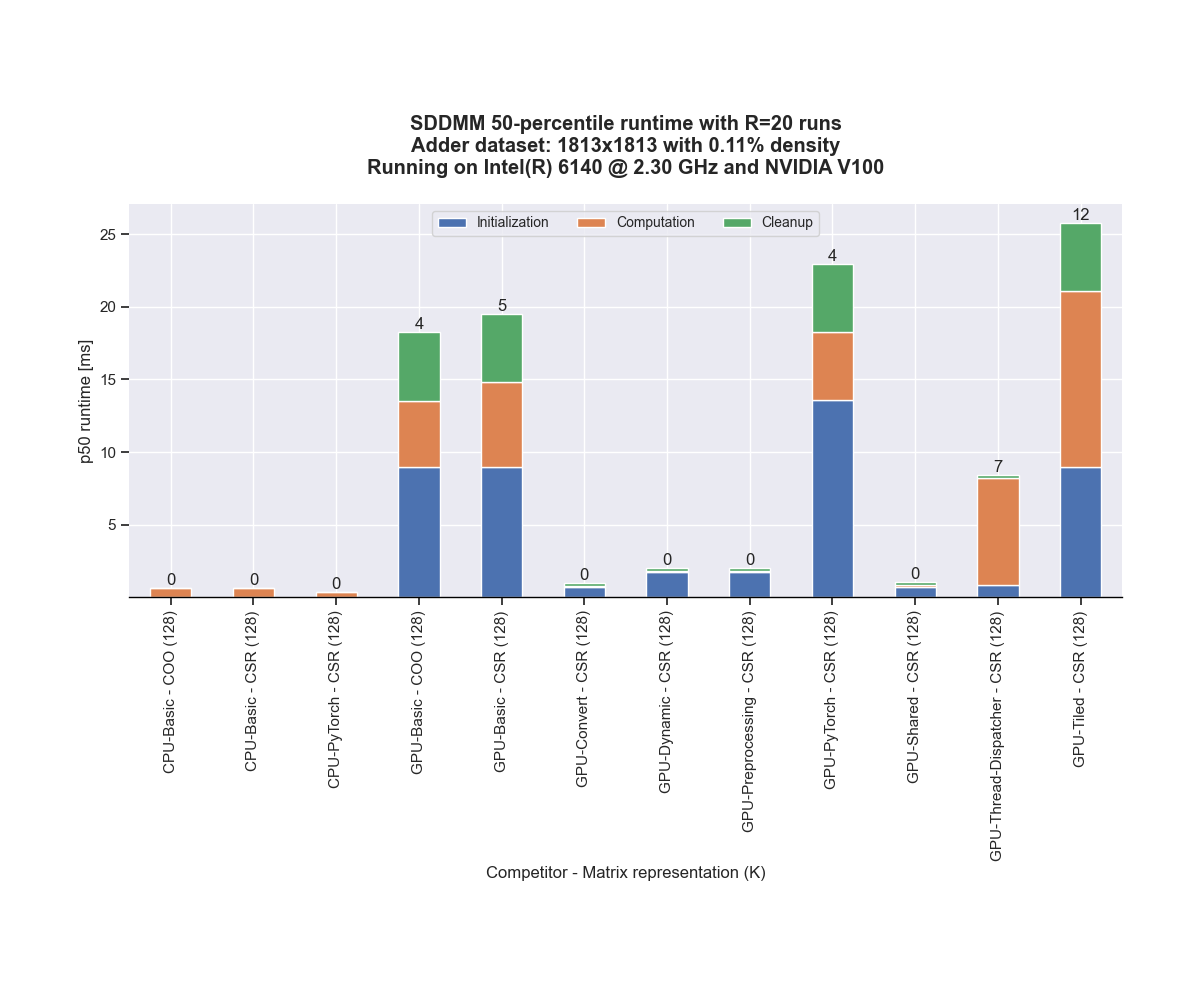 SDDMM 50-percentile runtime with R=20 runs
Adder dataset: 1813x1813 with 0.11% density
Running on Intel(R) 6140 @ 2.30 GHz and NVIDIA V100
Initialization
Computation
Cleanup
p50 runtime [ms]
25
20
15
10
5
0
0
0
4
5
0
0
0
4
0
7
12
CPU-Basic - COO (128)
CPU-Basic - CSR (128)
CPU-PyTorch - CSR (128)
GPU-Basic - COO (128)
GPU-Basic - CSR (128)
GPU-Convert - CSR (128)
GPU-Dynamic - CSR (128)
GPU-Preprocessing - CSR (128)
GPU-PyTorch - CSR (128)
GPU-Shared - CSR (128)
GPU-Thread-Dispatcher - CSR (128)
GPU-Tiled - CSR (128)
Competitor - Matrix representation (K)